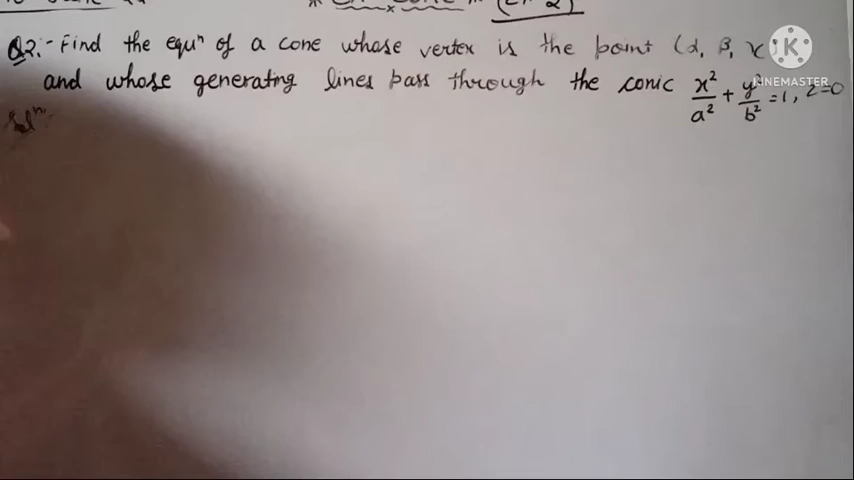 Q2:- Find the equⁿ of a cone whose vertex is the point (α, β, γ
and whose generating lines pass through the conic x²/a² + y²/b² = 1, z=0
Solⁿ:
KINEMASTER